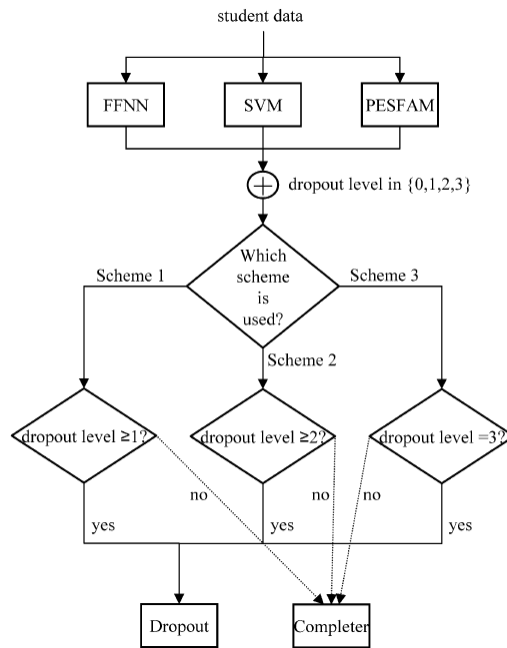 student data
FFNN
SVM
PESFAM
+
dropout level in {0,1,2,3}
Which
scheme
is
used?
Scheme 1
Scheme 3
Scheme 2
dropout level ≥1?
dropout level ≥2?
dropout level =3?
no
no
no
yes
yes
yes
Dropout
Completer